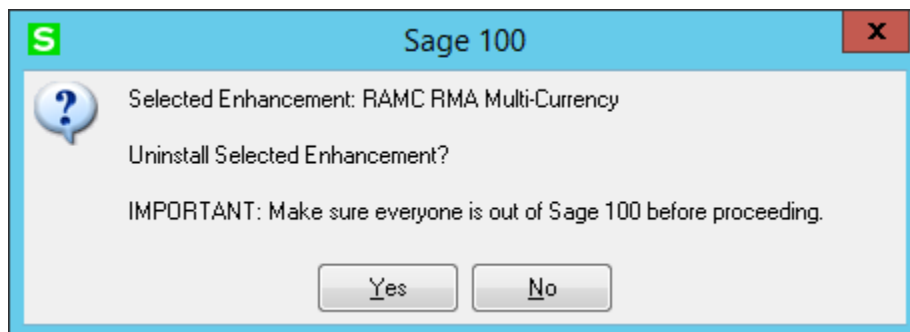 S
Sage 100
x
?
Selected Enhancement: RAMC RMA Multi-Currency
Uninstall Selected Enhancement?
IMPORTANT: Make sure everyone is out of Sage 100 before proceeding.
Yes
No